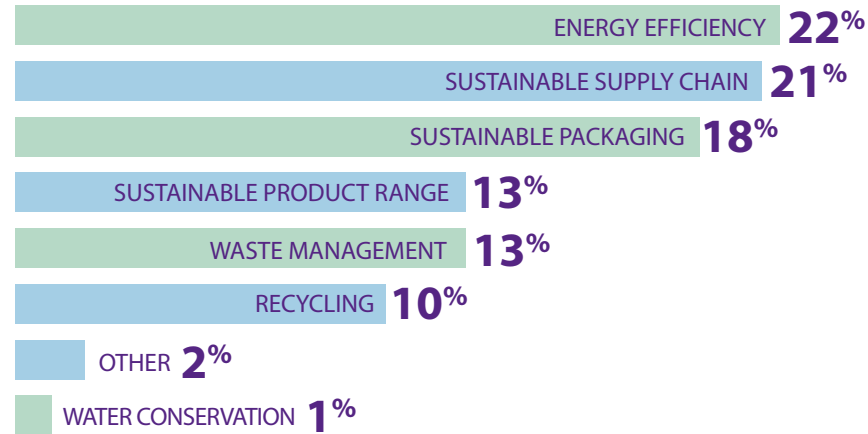 ENERGY EFFICIENCY 22%
SUSTAINABLE SUPPLY CHAIN 21%
SUSTAINABLE PACKAGING 18%
SUSTAINABLE PRODUCT RANGE 13%
WASTE MANAGEMENT 13%
RECYCLING 10%
OTHER 2%
WATER CONSERVATION 1%